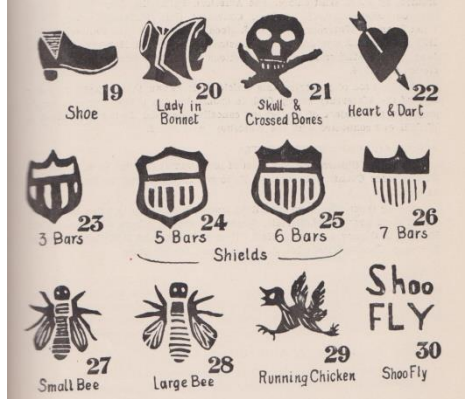 19
Shoe
20
Lady in
Bonnet
21
Skull &
Crossed Bones
22
Heart & Dart
23
3 Bars
24
5 Bars
25
6 Bars
26
7 Bars
Shields
27
Small Bee
28
Large Bee
29
Running Chicken
Shoo
FLY
30
Shoo Fly